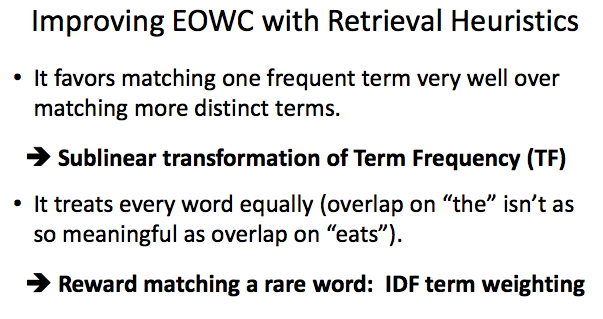 Improving EOWC with Retrieval Heuristics
• It favors matching one frequent term very well over
matching more distinct terms.
➔ Sublinear transformation of Term Frequency (TF)
• It treats every word equally (overlap on “the” isn’t as
so meaningful as overlap on “eats”).
➔ Reward matching a rare word: IDF term weighting